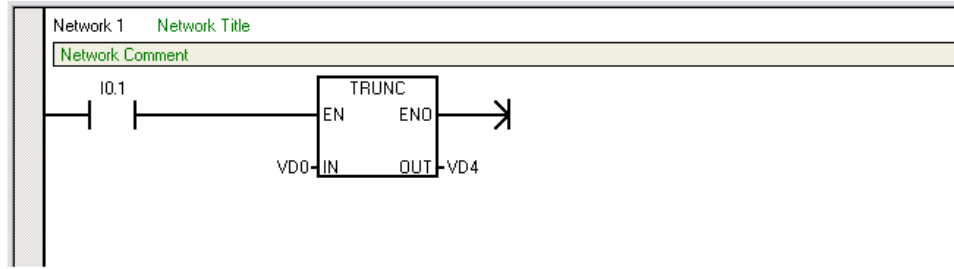 Network 1 Network Title
Network Comment
I0.1
TRUNC
EN ENO
VD0 IN OUT VD4